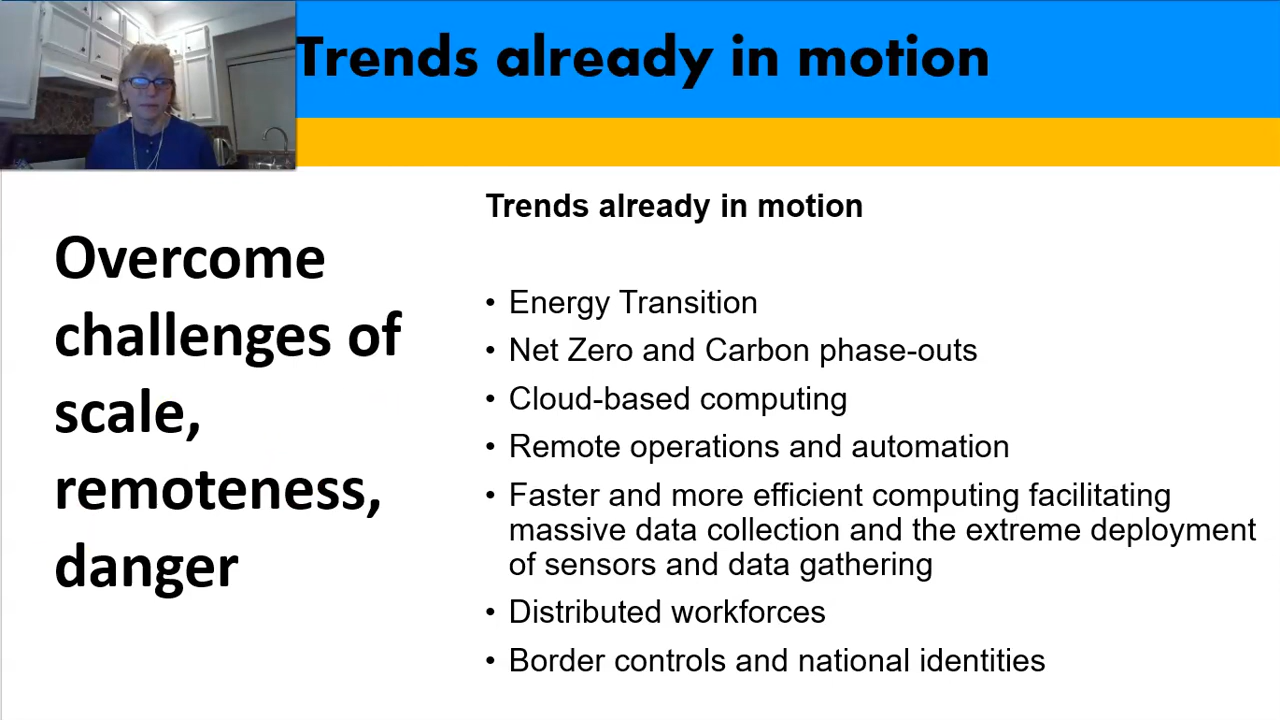 Trends already in motion
Overcome
challenges of
scale,
remoteness,
danger
Trends already in motion
• Energy Transition
• Net Zero and Carbon phase-outs
• Cloud-based computing
• Remote operations and automation
• Faster and more efficient computing facilitating
massive data collection and the extreme deployment
of sensors and data gathering
• Distributed workforces
• Border controls and national identities